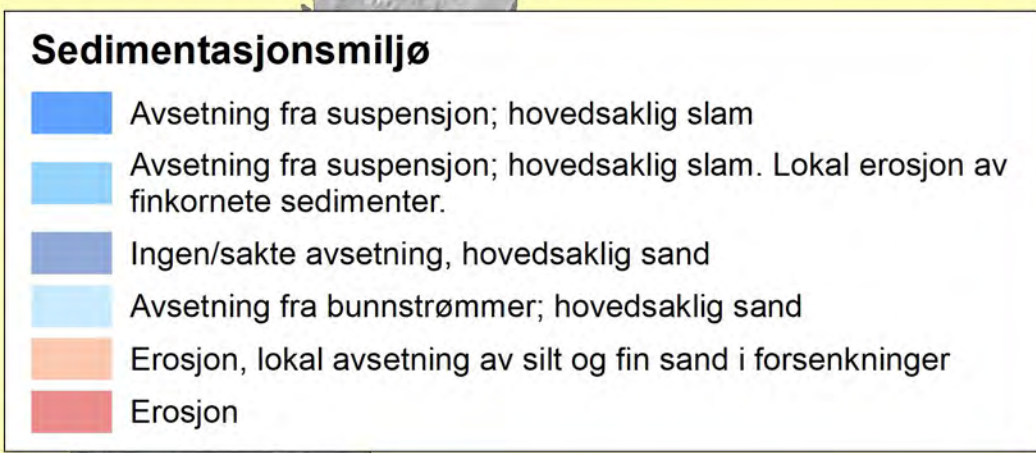 Sedimentasjonsmiljø
Avsetning fra suspensjon; hovedsaklig slam
Avsetning fra suspensjon; hovedsaklig slam. Lokal erosjon av
finkornete sedimenter.
Ingen/sakte avsetning, hovedsaklig sand
Avsetning fra bunnstrømmer; hovedsaklig sand
Erosjon, lokal avsetning av silt og fin sand i forsenkninger
Erosjon